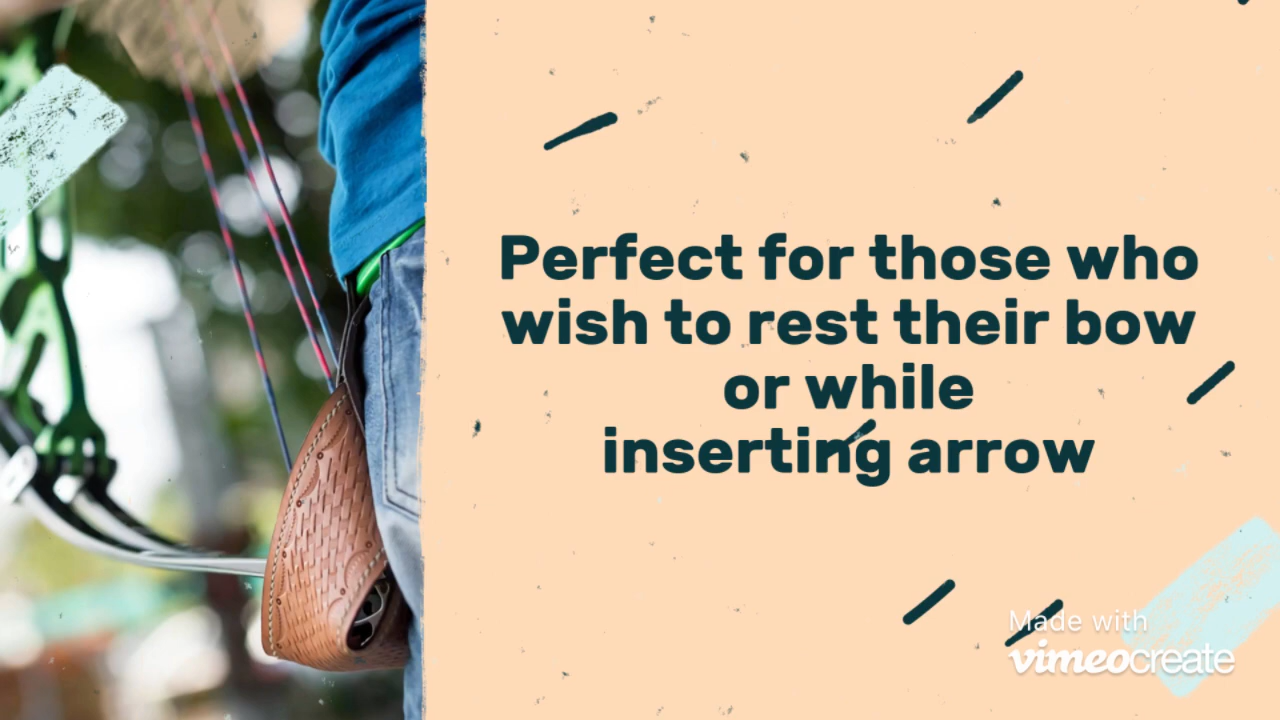 Perfect for those who
wish to rest their bow
or while
inserting arrow
Made with
vimeocreate